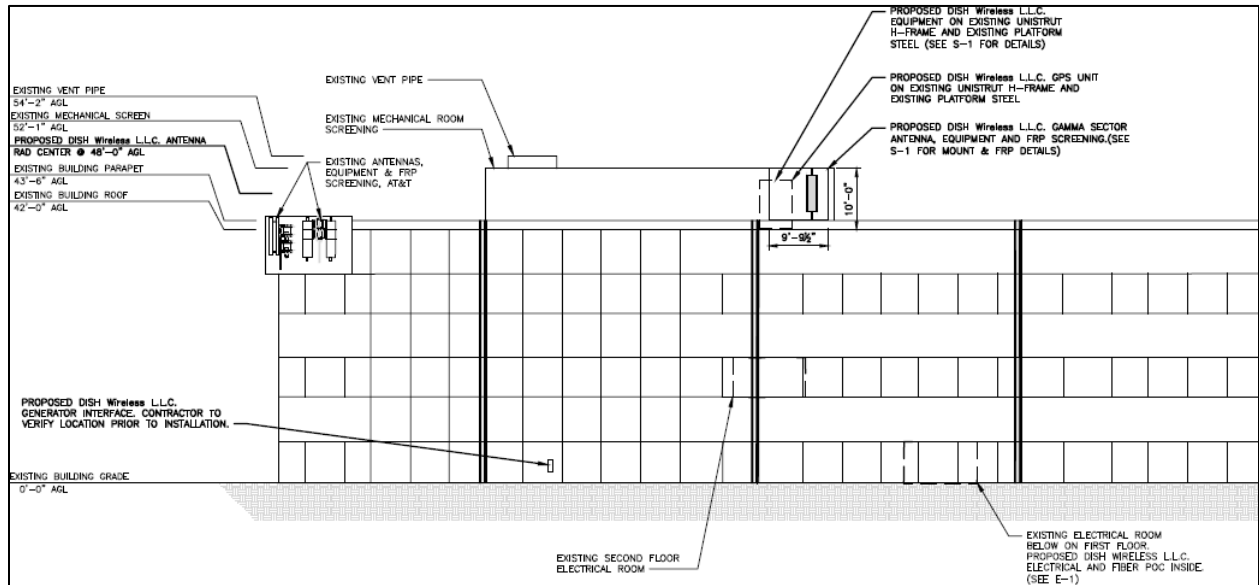 PROPOSED DISH Wireless L.L.C.
EQUIPMENT ON EXISTING UNISTRUT
H-FRAME AND EXISTING PLATFORM
STEEL (SEE S-1 FOR DETAILS)
EXISTING VENT PIPE
PROPOSED DISH Wireless L.L.C. GPS UNIT
ON EXISTING UNISTRUT H-FRAME AND
EXISTING PLATFORM STEEL
EXISTING VENT PIPE
54'-2" AGL
EXISTING MECHANICAL SCREEN
52'-1" AGL
PROPOSED DISH Wireless L.L.C. ANTENNA
RAD CENTER @ 48'-0" AGL
EXISTING BUILDING PARAPET
43'-6" AGL
EXISTING BUILDING ROOF
42'-0" AGL
EXISTING MECHANICAL ROOM
SCREENING
PROPOSED DISH Wireless L.L.C. GAMMA SECTOR
ANTENNA, EQUIPMENT AND FRP SCREENING.(SEE
S-1 FOR MOUNT & FRP DETAILS)
EXISTING ANTENNAS,
EQUIPMENT & FRP
SCREENING, AT&T
10'-0"
9'-9½"
PROPOSED DISH Wireless L.L.C.
GENERATOR INTERFACE. CONTRACTOR TO
VERIFY LOCATION PRIOR TO INSTALLATION.
EXISTING BUILDING GRADE
0'-0" AGL
EXISTING SECOND FLOOR
ELECTRICAL ROOM
EXISTING ELECTRICAL ROOM
BELOW ON FIRST FLOOR.
PROPOSED DISH WIRELESS L.L.C.
ELECTRICAL AND FIBER POC INSIDE.
(SEE E-1)